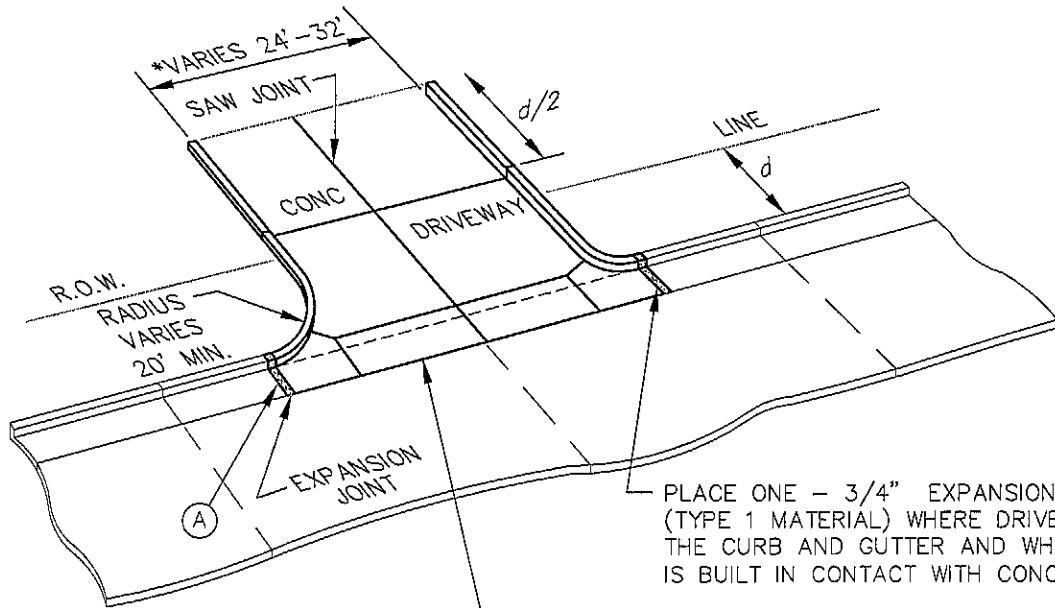 *VARIES 24'-32'
SAW JOINT
d/2
LINE
d
CONC
DRIVEWAY
R.O.W.
RADIUS
VARIES
20' MIN.
EXPANSION
JOINT
A
PLACE ONE - 3/4" EXPANSION
(TYPE 1 MATERIAL) WHERE DRIVE
THE CURB AND GUTTER AND WH
IS BUILT IN CONTACT WITH CONC